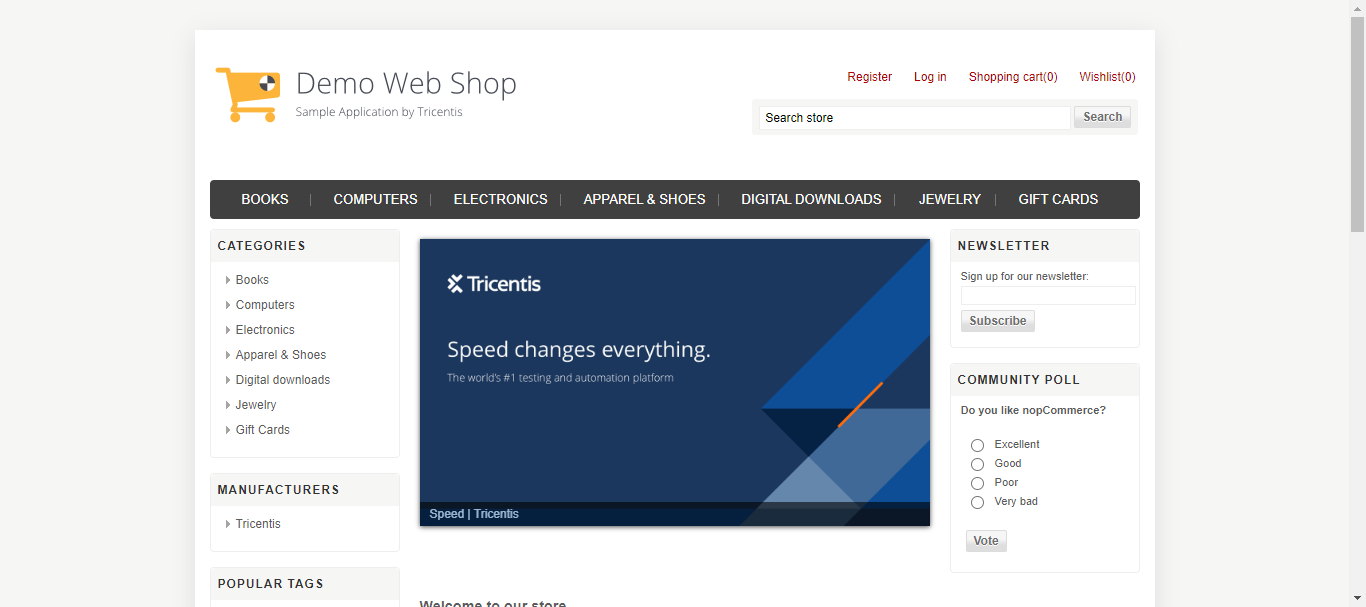 Demo Web Shop
Sample Application by Tricentis
Register Log in Shopping cart(0) Wishlist(0)
Search store Search
BOOKS COMPUTERS ELECTRONICS APPAREL & SHOES DIGITAL DOWNLOADS JEWELRY GIFT CARDS
CATEGORIES
Books
Computers
Electronics
Apparel & Shoes
Digital downloads
Jewelry
Gift Cards
MANUFACTURERS
Tricentis
POPULAR TAGS
Tricentis
Speed changes everything.
The world's #1 testing and automation platform
Speed | Tricentis
Welcome to our store
NEWSLETTER
Sign up for our newsletter:
Subscribe
COMMUNITY POLL
Do you like nopCommerce?
Excellent
Good
Poor
Very bad
Vote